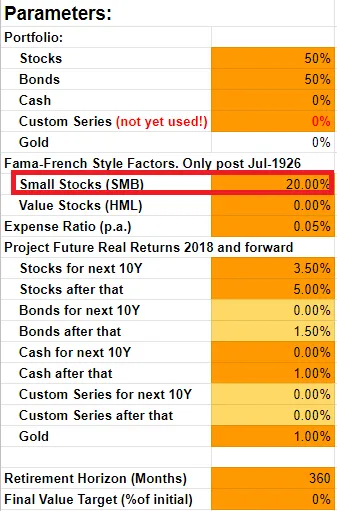 Parameters:
Portfolio:
Stocks 50%
Bonds 50%
Cash 0%
Custom Series (not yet used!) 0%
Gold 0%
Fama-French Style Factors. Only post Jul-1926
Small Stocks (SMB) 20.00%
Value Stocks (HML) 0.00%
Expense Ratio (p.a.) 0.05%
Project Future Real Returns 2018 and forward
Stocks for next 10Y 3.50%
Stocks after that 5.00%
Bonds for next 10Y 0.00%
Bonds after that 1.50%
Cash for next 10Y 0.00%
Cash after that 1.00%
Custom Series for next 10Y 0.00%
Custom Series after that 0.00%
Gold 1.00%
Retirement Horizon (Months) 360
Final Value Target (%of initial) 0%